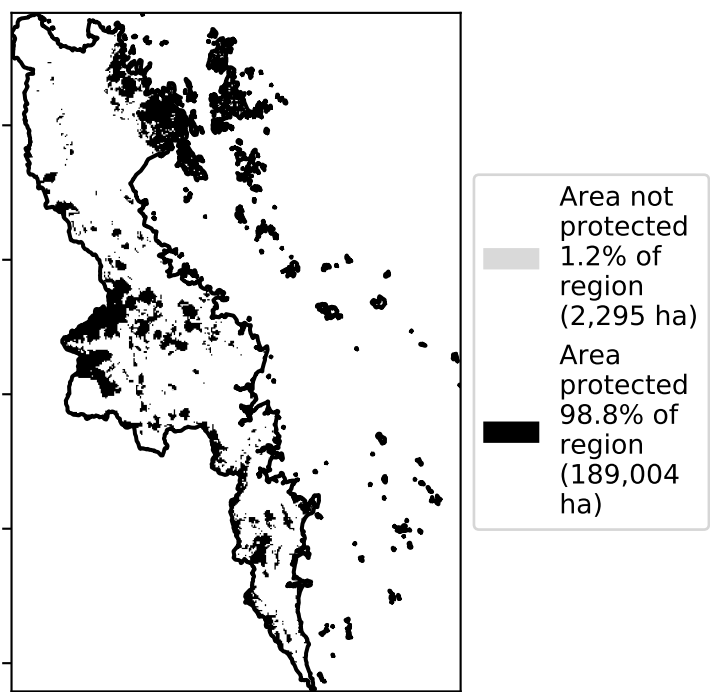 Area not
protected
1.2% of
region
(2,295 ha)
Area
protected
98.8% of
region
(189,004
ha)